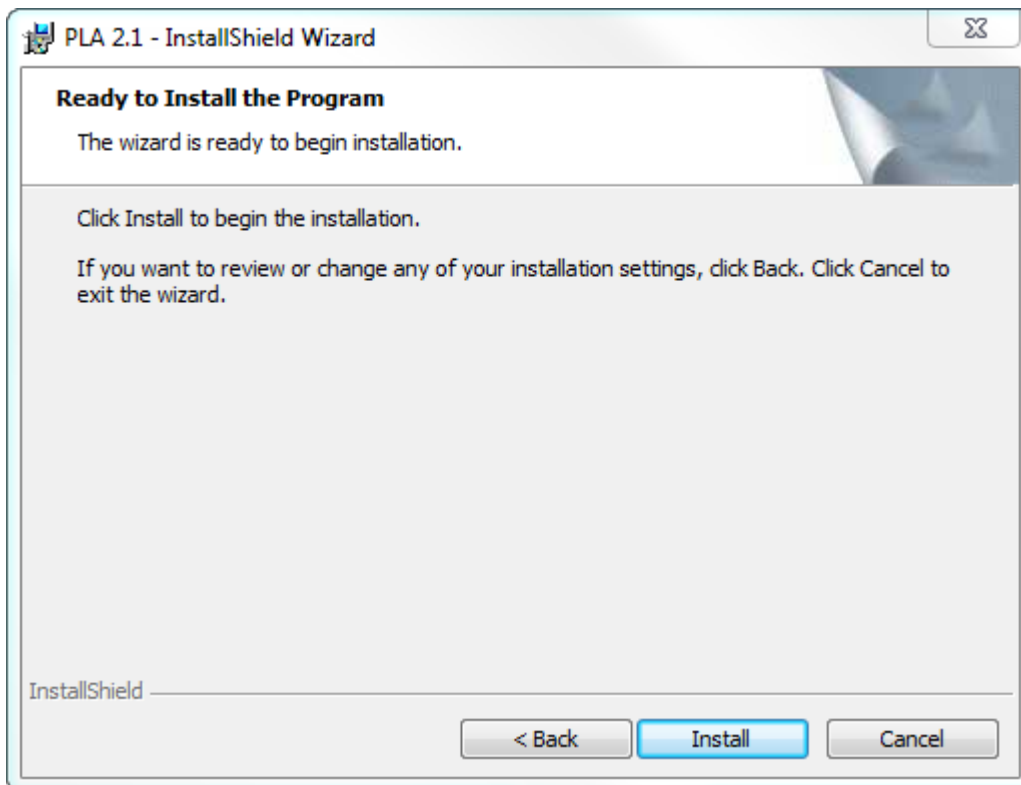 PLA 2.1 - InstallShield Wizard
Ready to Install the Program
The wizard is ready to begin installation.
Click Install to begin the installation.
If you want to review or change any of your installation settings, click Back. Click Cancel to
exit the wizard.
InstallShield
< Back Install Cancel